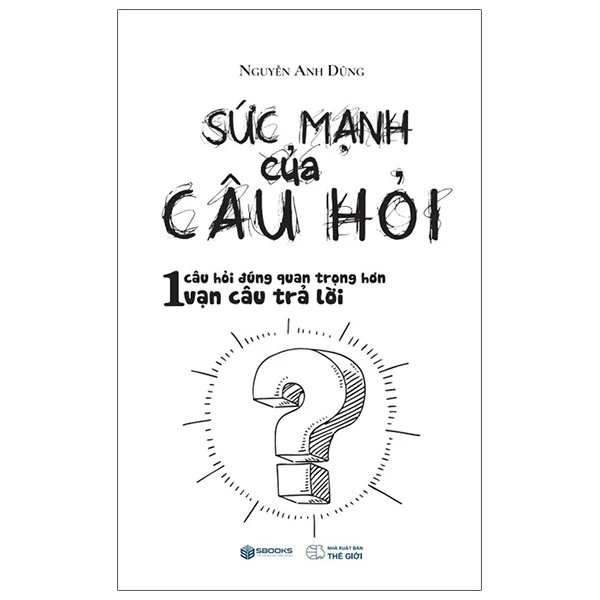 NGUYỄN ANH DŨNG
SỨC MẠNH
của
CÂU HỎI
1 câu hỏi đúng quan trọng hơn
vạn câu trả lời
SBOOKS
NHÀ XUẤT BẢN
THẾ GIỚI